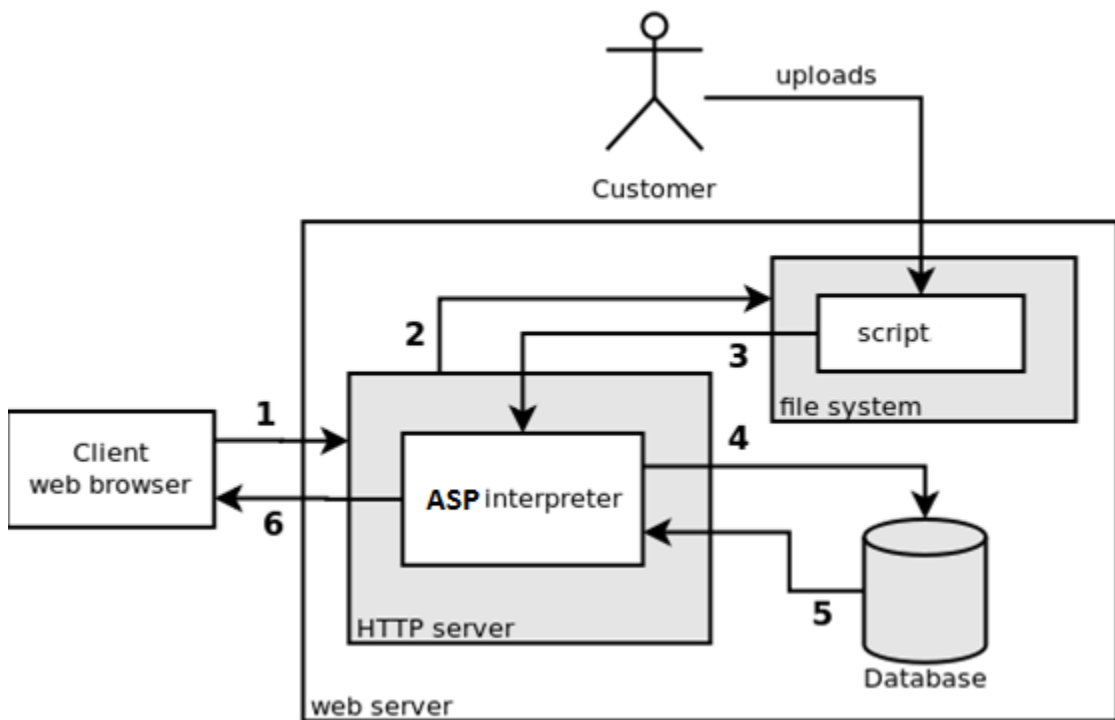 uploads
Customer
script
file system
2
3
1
4
Client
web browser
ASP interpreter
6
5
HTTP server
Database
web server